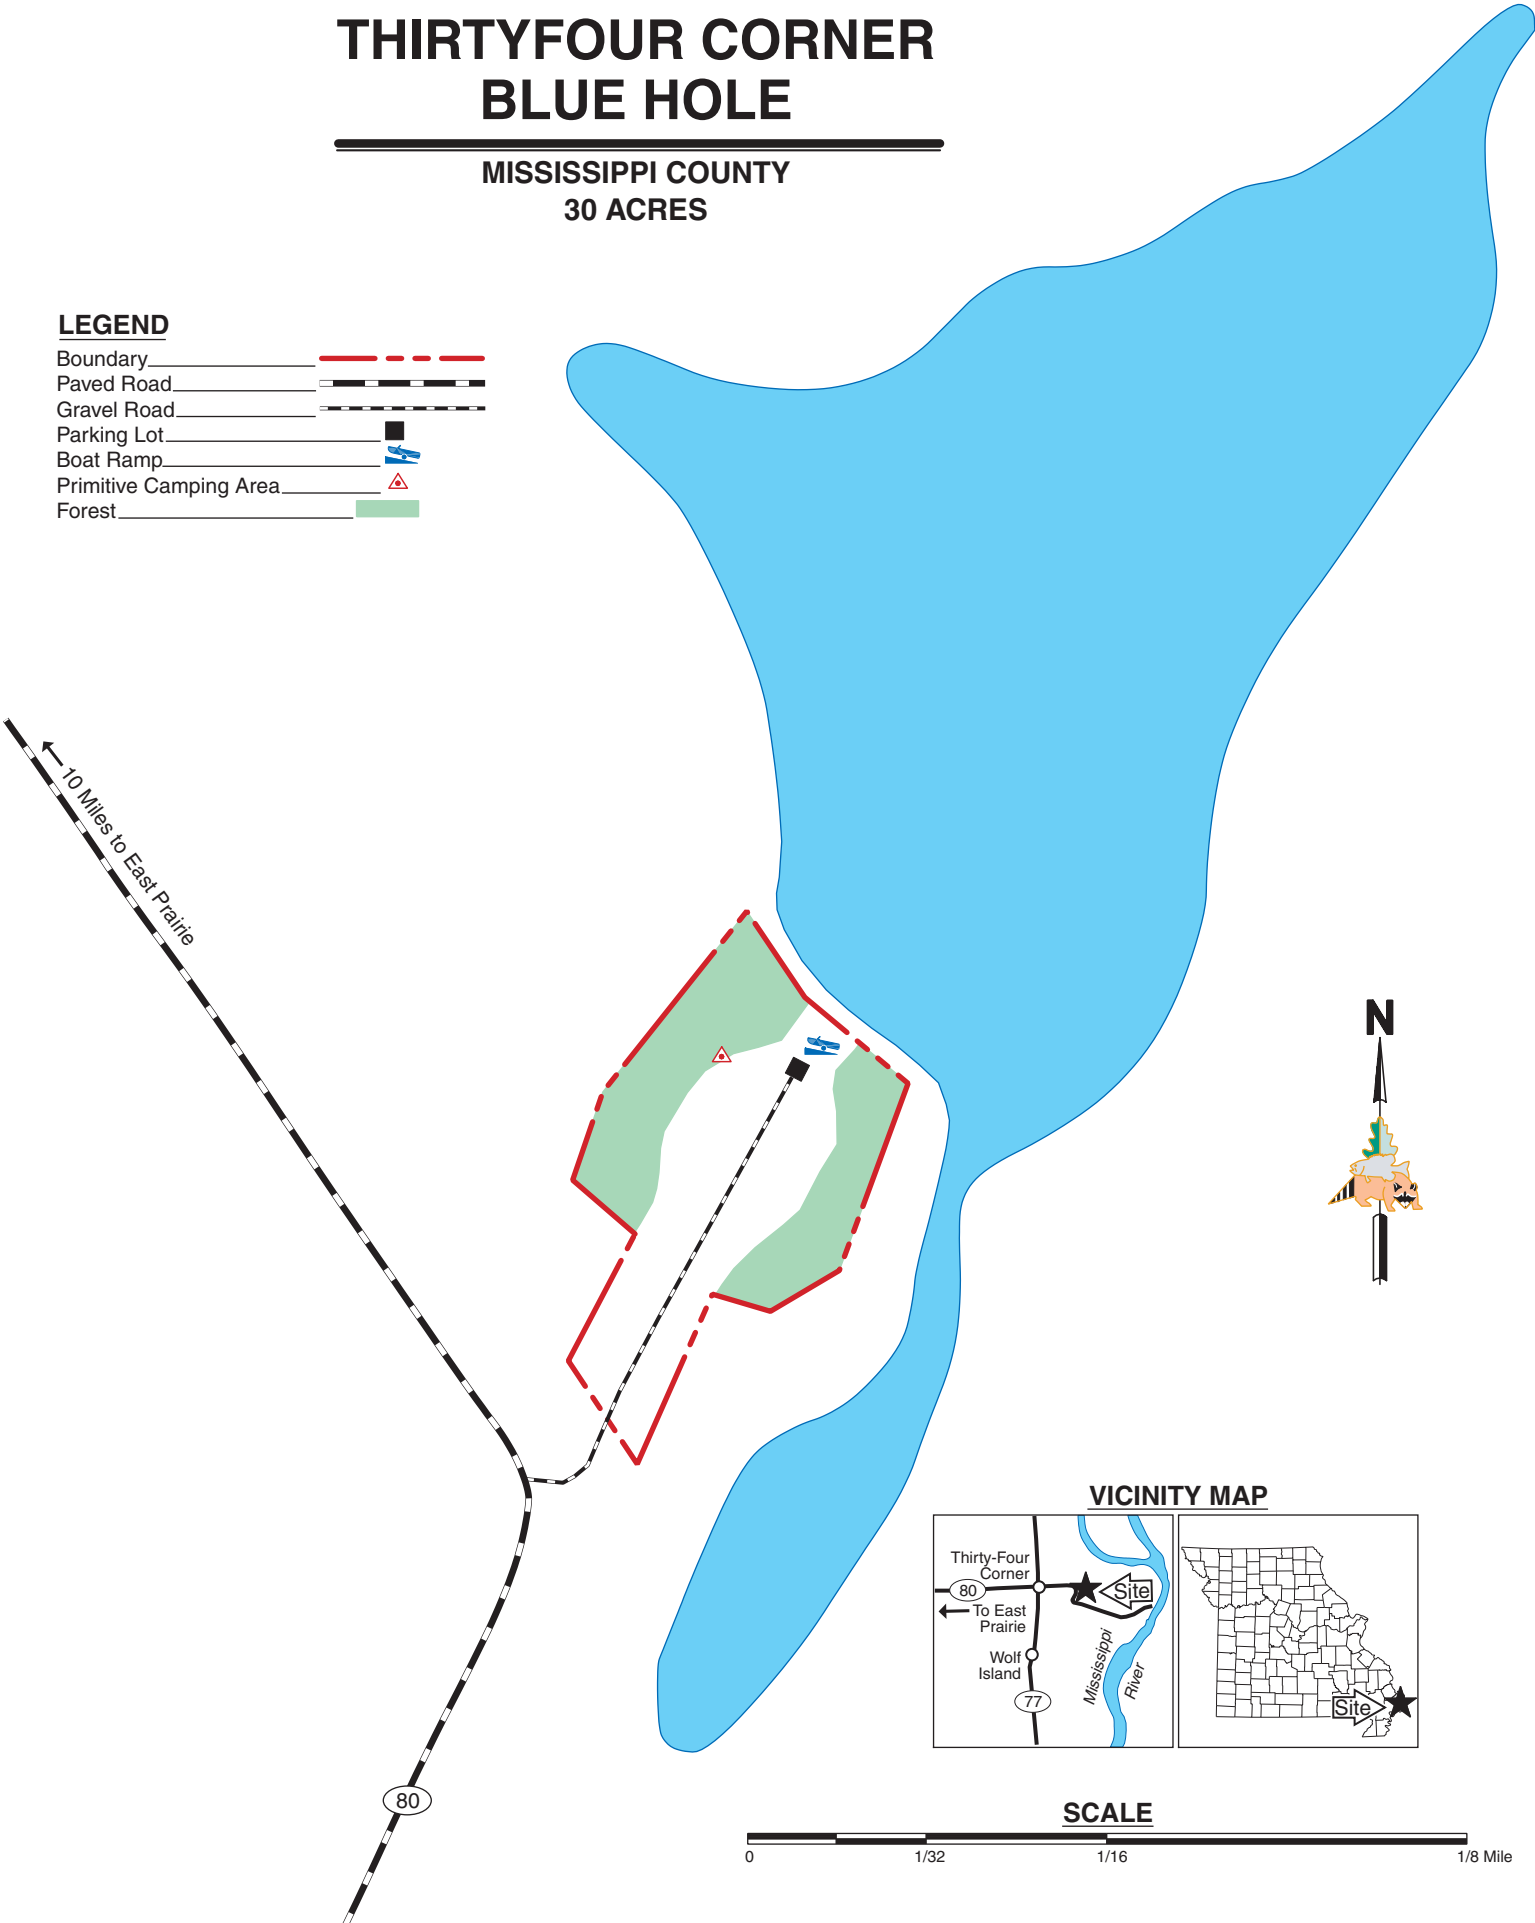 THIRTYFOUR CORNER
BLUE HOLE
MISSISSIPPI COUNTY
30 ACRES
LEGEND
Boundary
Paved Road
Gravel Road
Parking Lot
Boat Ramp
Primitive Camping Area
Forest
10 Miles to East Prairie
N
80
VICINITY MAP
Thirty-Four
Corner
80
Site
To East
Prairie
Wolf
Island
77
Mississippi
River
Site
SCALE
0
1/32
1/16
1/8 Mile